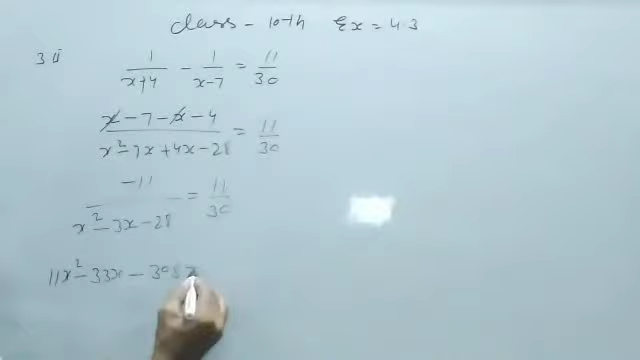 Class - 10th Ex = 4.3
3 ii 1/x+4 - 1/x-7 = 11/30
x - 7 - x - 4 / x² - 7x + 4x - 28 = 11/30
-11 / x² - 3x - 28 = 11/30
11x² - 33x - 308